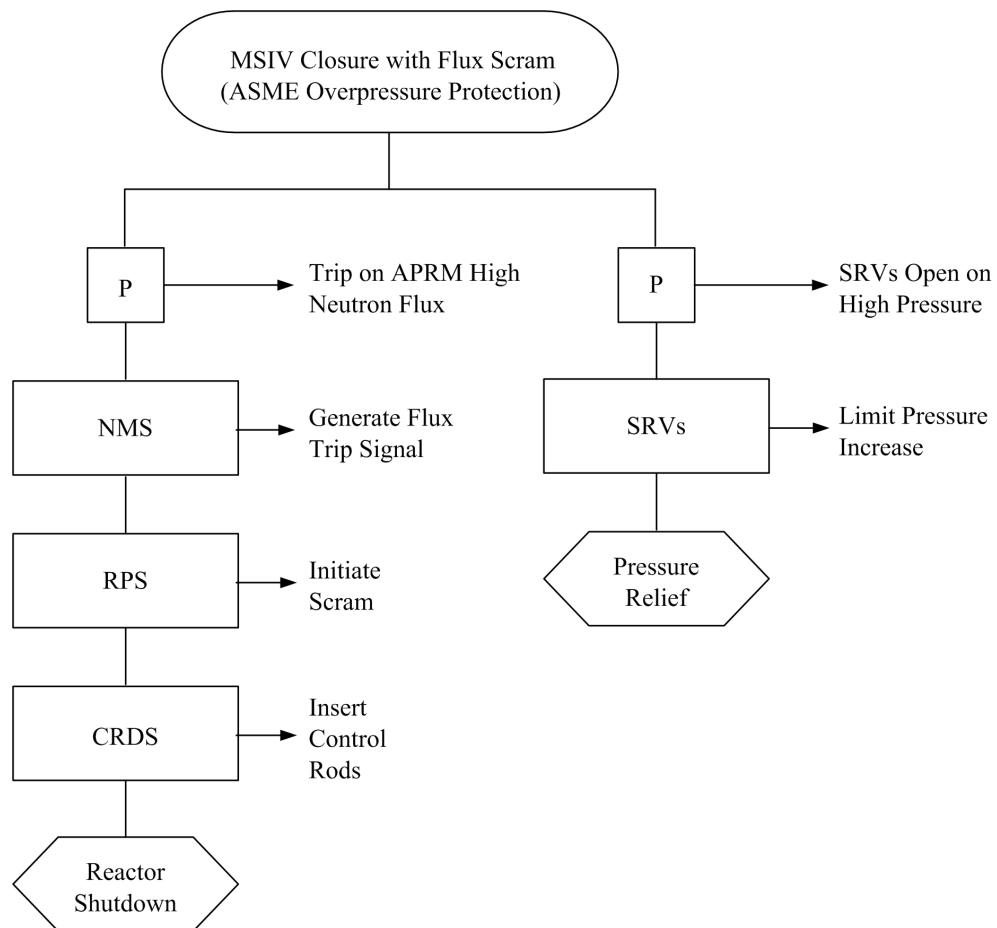 MSIV Closure with Flux Scram
(ASME Overpressure Protection)
P
Trip on APRM High
Neutron Flux
NMS
Generate Flux
Trip Signal
RPS
Initiate
Scram
CRDS
Insert
Control
Rods
Reactor
Shutdown
P
SRVs Open on
High Pressure
SRVs
Limit Pressure
Increase
Pressure
Relief